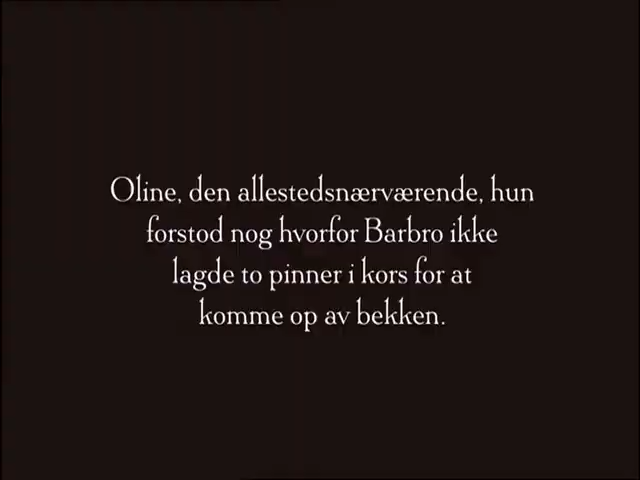 Oline, den allestedsnærværende, hun
forstod nog hvorfor Barbro ikke
lagde to pinner i kors for at
komme op av bekken.